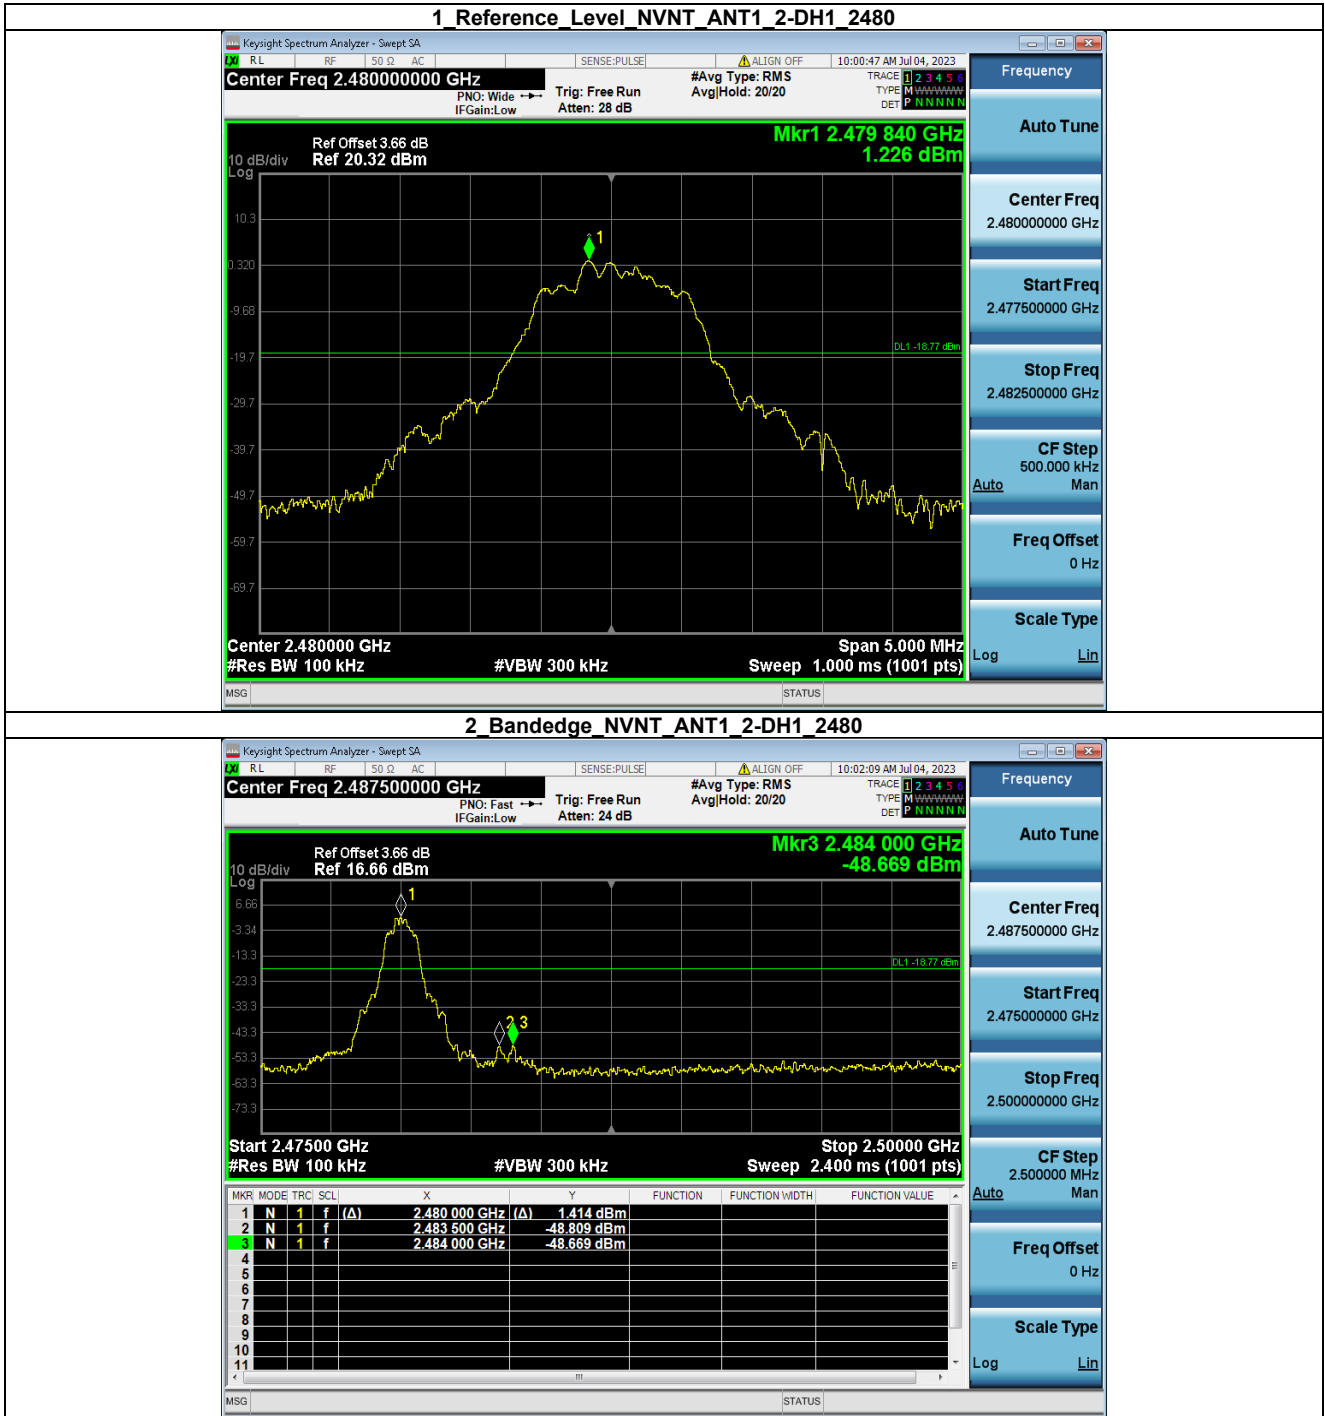 1_Reference_Level_NVNT_ANT1_2-DH1_2480
Keysight Spectrum Analyzer - Swept SA
LXI RL RF 50 Ω AC SENSE:PULSE ALIGN OFF 10:00:47 AM Jul 04, 2023
Center Freq 2.480000000 GHz
PNO: Wide
IFGain:Low
Trig: Free Run
Atten: 28 dB
#Avg Type: RMS
Avg|Hold: 20/20
TRACE 1 2 3 4 5 6
TYPE M WWWWW
DET P N N N N N
Frequency
Mkr1 2.479 840 GHz
1.226 dBm
Ref Offset 3.66 dB
10 dB/div Ref 20.32 dBm
Log
10.3
0.320
-9.68
-19.7
-29.7
-39.7
-49.7
-59.7
-69.7
1
DL1 -18.77 dBm
Center 2.480000 GHz Span 5.000 MHz
#Res BW 100 kHz #VBW 300 kHz Sweep 1.000 ms (1001 pts)
MSG STATUS
Auto Tune
Center Freq
2.480000000 GHz
Start Freq
2.477500000 GHz
Stop Freq
2.482500000 GHz
CF Step
500.000 kHz
Auto Man
Freq Offset
0 Hz
Scale Type
Log Lin
2_Bandedge_NVNT_ANT1_2-DH1_2480
Keysight Spectrum Analyzer - Swept SA
LXI RL RF 50 Ω AC SENSE:PULSE ALIGN OFF 10:02:09 AM Jul 04, 2023
Center Freq 2.487500000 GHz
PNO: Fast
IFGain:Low
Trig: Free Run
Atten: 24 dB
#Avg Type: RMS
Avg|Hold: 20/20
TRACE 1 2 3 4 5 6
TYPE M WWWWW
DET P N N N N N
Frequency
Mkr3 2.484 000 GHz
-48.669 dBm
Ref Offset 3.66 dB
10 dB/div Ref 16.66 dBm
Log
6.66
-3.34
-13.3
-23.3
-33.3
-43.3
-53.3
-63.3
-73.3
1
2 3
DL1 -18.77 dBm
Start 2.47500 GHz Stop 2.50000 GHz
#Res BW 100 kHz #VBW 300 kHz Sweep 2.400 ms (1001 pts)
MKR MODE TRC SCL X Y FUNCTION FUNCTION WIDTH FUNCTION VALUE
1 N 1 f (Δ) 2.480 000 GHz (Δ) 1.414 dBm
2 N 1 f 2.483 500 GHz -48.809 dBm
3 N 1 f 2.484 000 GHz -48.669 dBm
4
5
6
7
8
9
10
11
MSG STATUS
Auto Tune
Center Freq
2.487500000 GHz
Start Freq
2.475000000 GHz
Stop Freq
2.500000000 GHz
CF Step
2.500000 MHz
Auto Man
Freq Offset
0 Hz
Scale Type
Log Lin